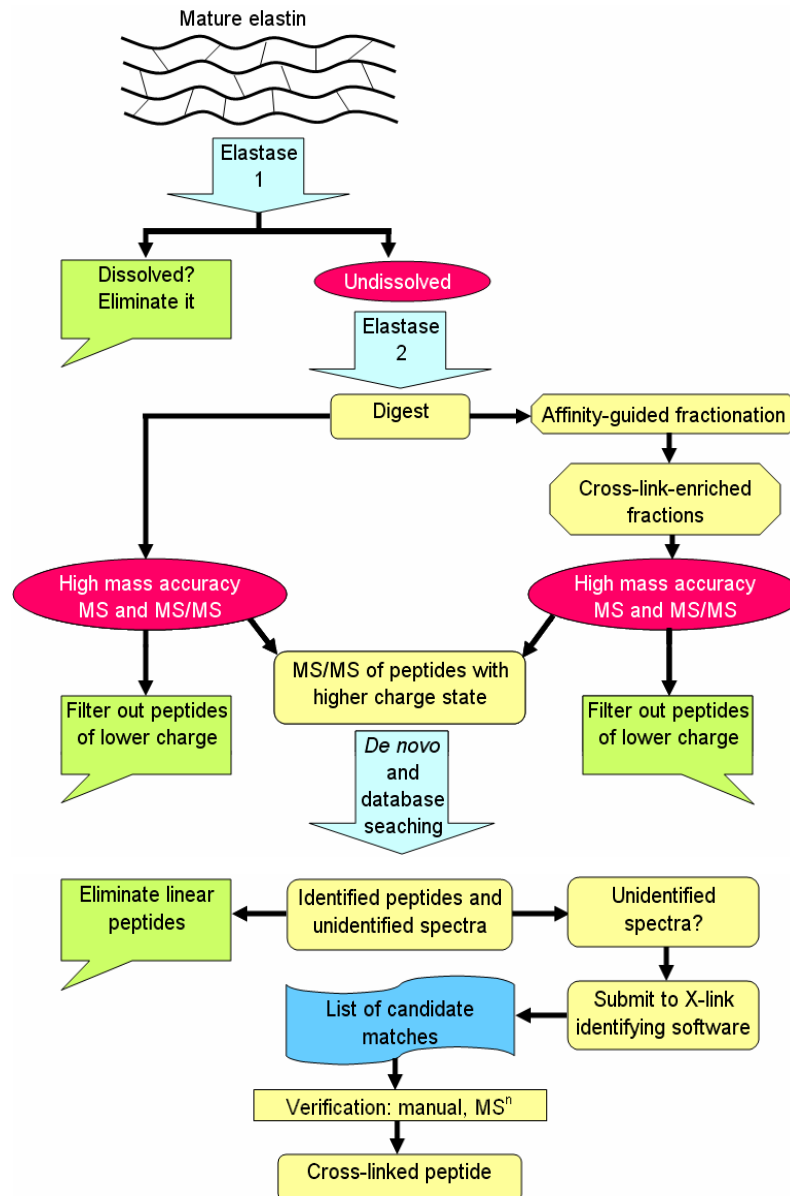 Mature elastin
Elastase
1
Dissolved?
Eliminate it
Undissolved
Elastase
2
Digest
Affinity-guided fractionation
Cross-link-enriched
fractions
High mass accuracy
MS and MS/MS
High mass accuracy
MS and MS/MS
MS/MS of peptides with
higher charge state
Filter out peptides
of lower charge
Filter out peptides
of lower charge
De novo
and
database
seaching
Eliminate linear
peptides
Identified peptides and
unidentified spectra
Unidentified
spectra?
Submit to X-link
identifying software
List of candidate
matches
Verification: manual, MSⁿ
Cross-linked peptide